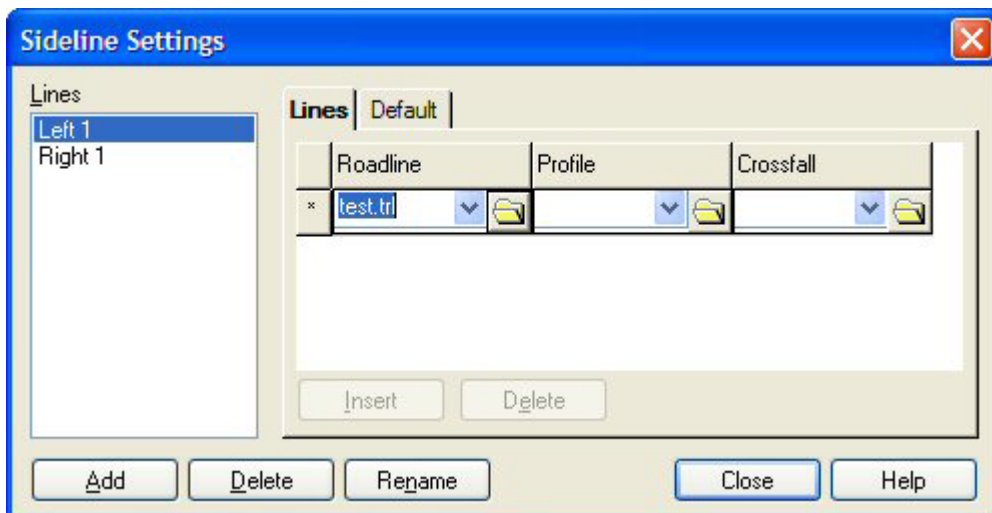 Sideline Settings
Lines
Left 1
Right 1
Lines Default
Roadline Profile Crossfall
* test.trl
Insert Delete
Add Delete Rename Close Help